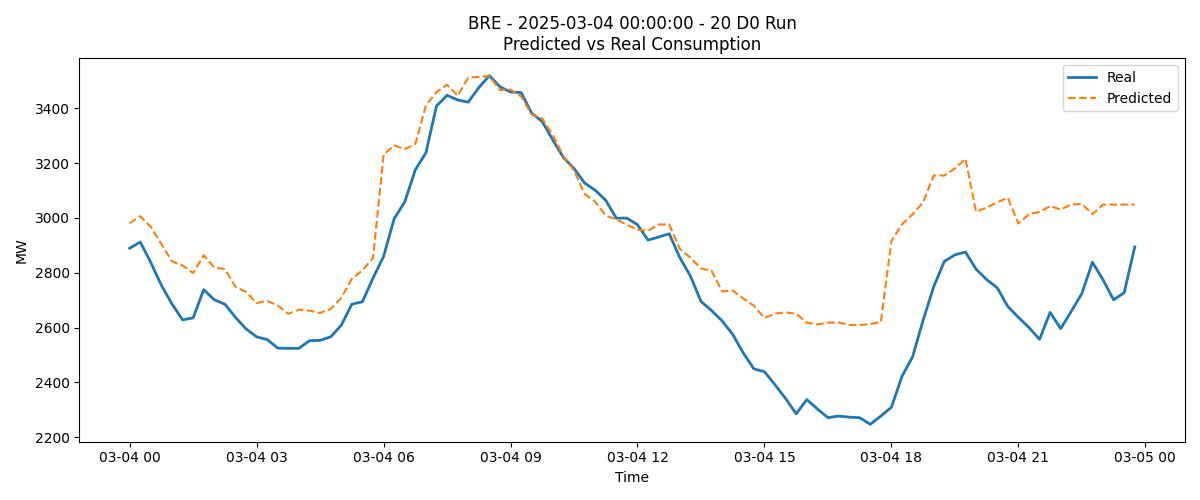 BRE - 2025-03-04 00:00:00 - 20 D0 Run
Predicted vs Real Consumption
Real
Predicted
MW
3400
3200
3000
2800
2600
2400
2200
03-04 00
03-04 03
03-04 06
03-04 09
03-04 12
03-04 15
03-04 18
03-04 21
03-05 00
Time